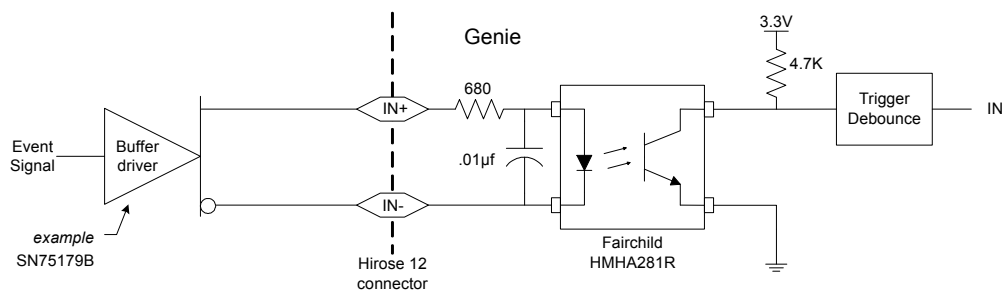 Genie
3.3V
4.7K
680
IN+
Trigger
Debounce
IN
Event
Signal
Buffer
driver
.01µf
IN-
example
SN75179B
Hirose 12
connector
Fairchild
HMHA281R